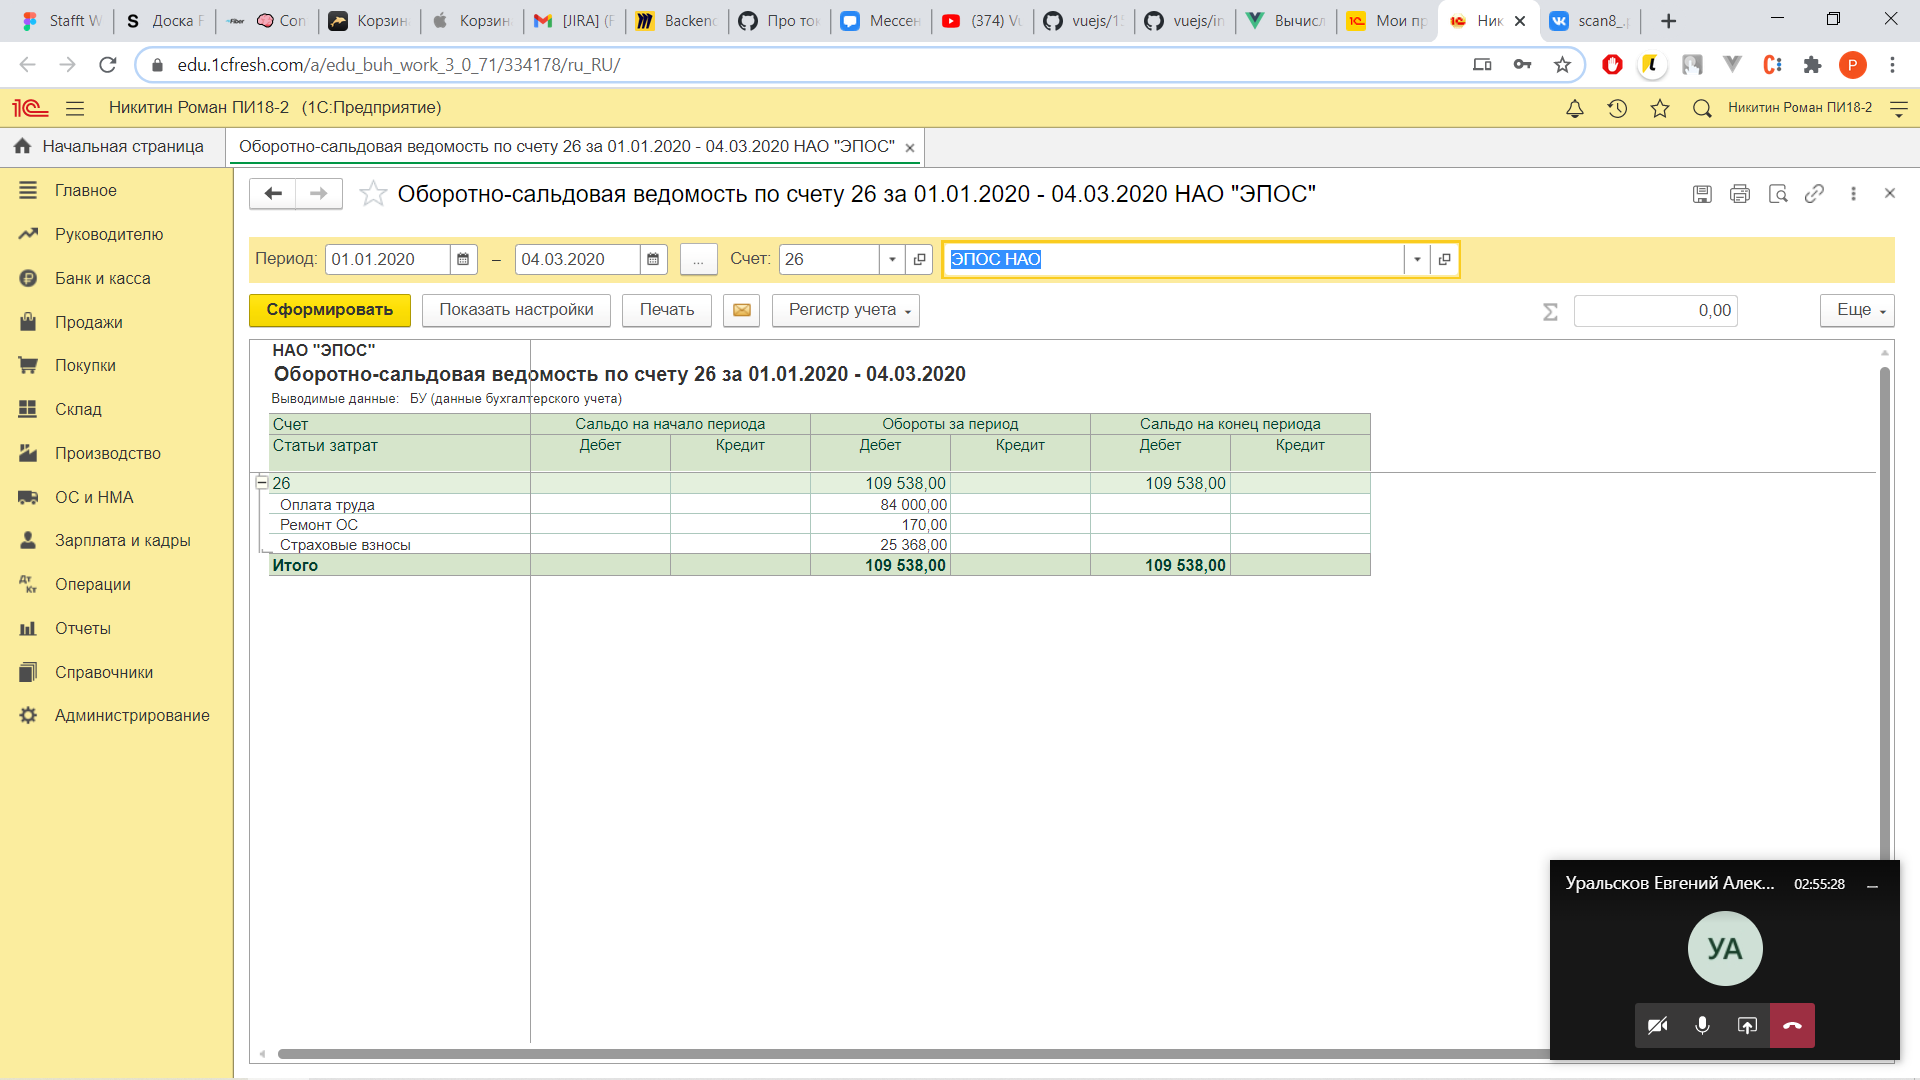 Stafft W
Доска F
Con
Корзин
Корзин
[JIRA] (F
Backend
Про ток
Мессен
(374) Vu
vuejs/15
vuejs/in
Вычисл
Мои пр
Ник
scan8_.p
edu.1cfresh.com/a/edu_buh_work_3_0_71/334178/ru_RU/
Никитин Роман ПИ18-2 (1С:Предприятие)
Никитин Роман ПИ18-2
Начальная страница
Оборотно-сальдовая ведомость по счету 26 за 01.01.2020 - 04.03.2020 НАО "ЭПОС"
Главное
Руководителю
Банк и касса
Продажи
Покупки
Склад
Производство
ОС и НМА
Зарплата и кадры
Операции
Отчеты
Справочники
Администрирование
Оборотно-сальдовая ведомость по счету 26 за 01.01.2020 - 04.03.2020 НАО "ЭПОС"
Период: 01.01.2020 – 04.03.2020 ... Счет: 26 ЭПОС НАО
Сформировать Показать настройки Печать Регистр учета Σ 0,00 Еще
НАО "ЭПОС"
Оборотно-сальдовая ведомость по счету 26 за 01.01.2020 - 04.03.2020
Выводимые данные: БУ (данные бухгалтерского учета)
Счет Сальдо на начало периода Обороты за период Сальдо на конец периода
Статьи затрат Дебет Кредит Дебет Кредит Дебет Кредит
26 109 538,00 109 538,00
Оплата труда 84 000,00
Ремонт ОС 170,00
Страховые взносы 25 368,00
Итого 109 538,00 109 538,00
Уральсков Евгений Алек... 02:55:28
УА